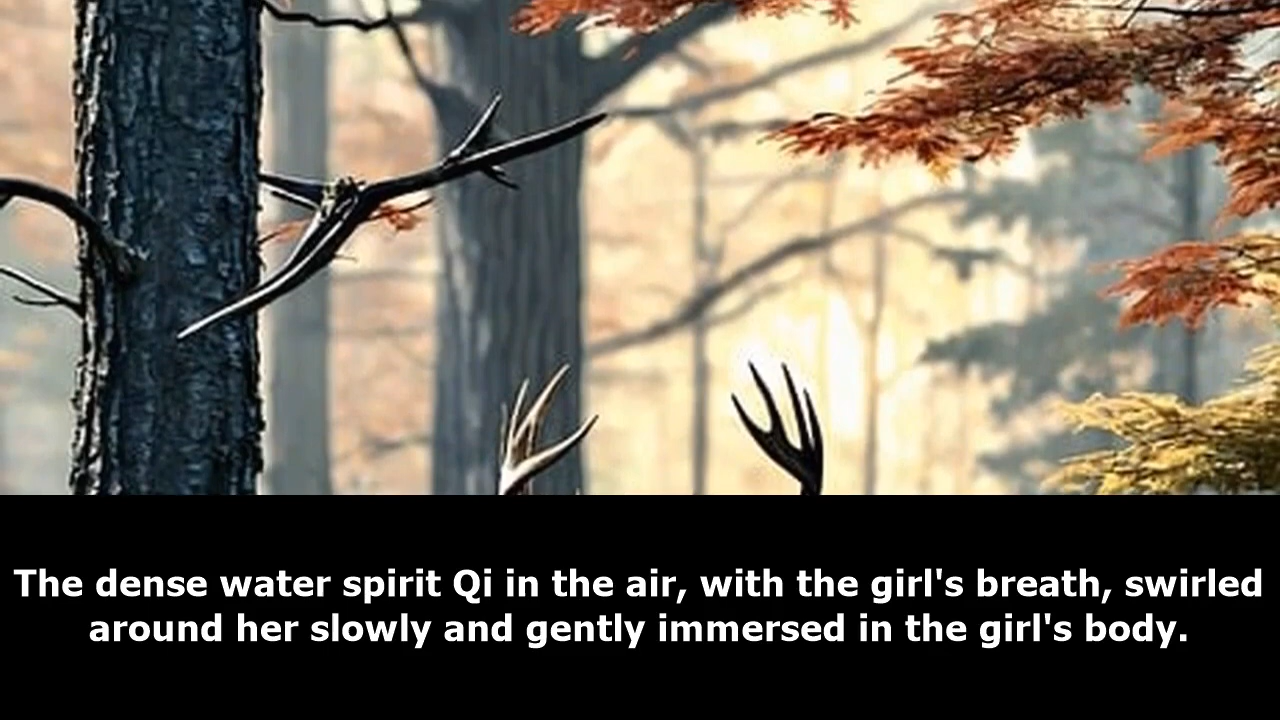 The dense water spirit Qi in the air, with the girl's breath, swirled
around her slowly and gently immersed in the girl's body.